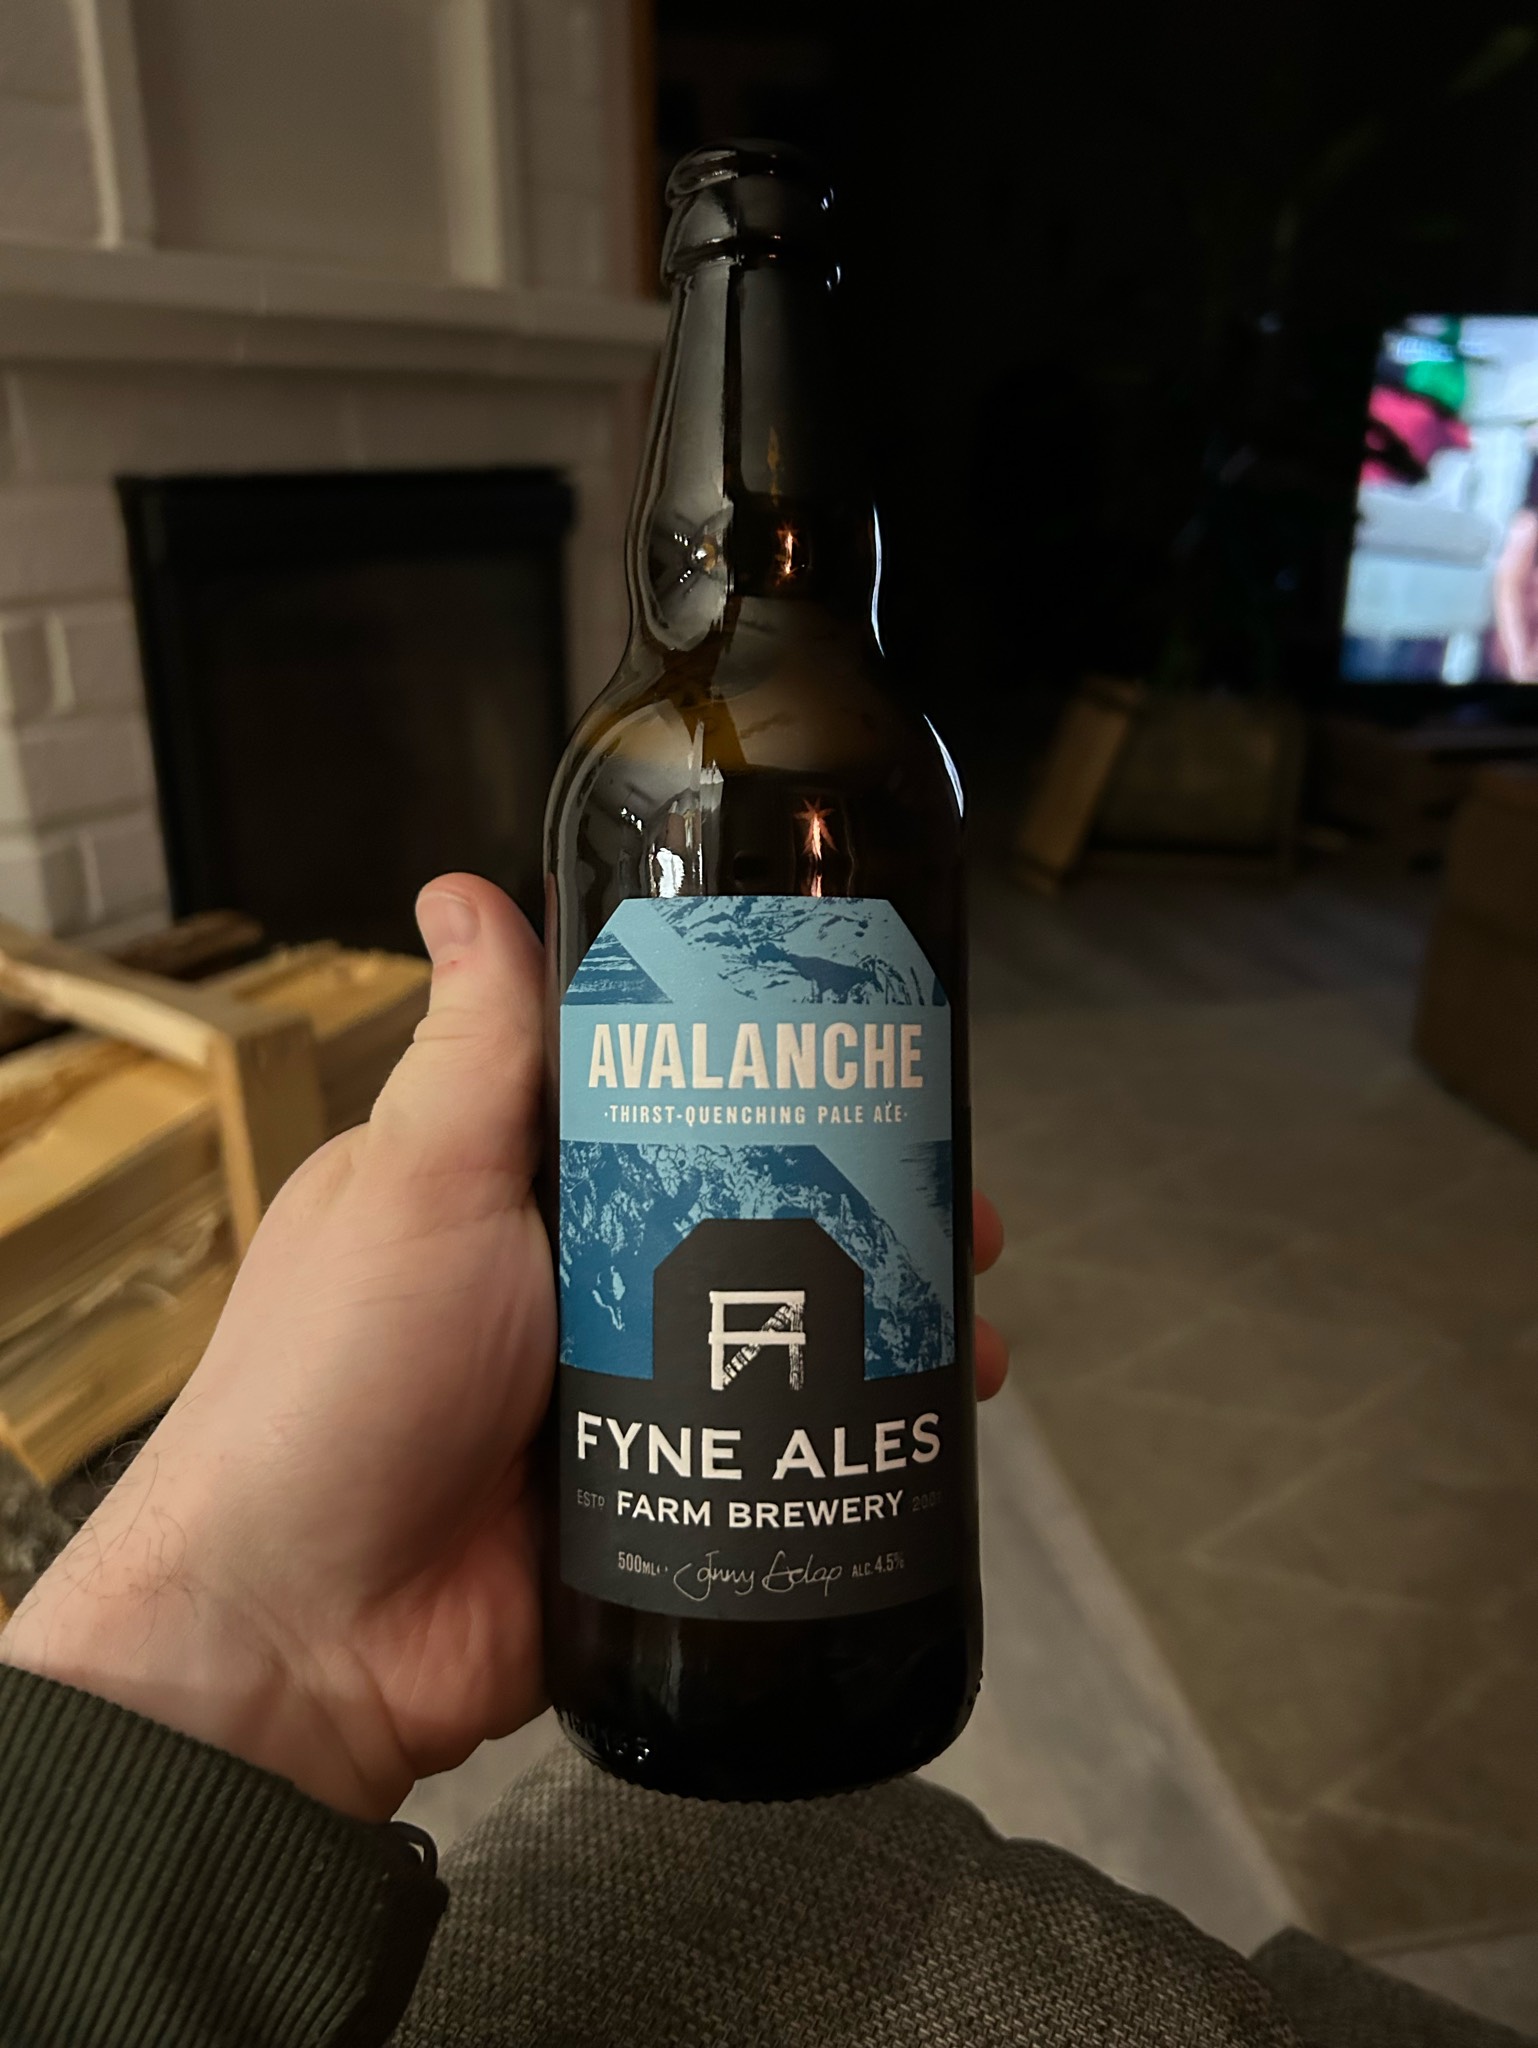 AVALANCHE
·THIRST-QUENCHING PALE ALE·
FYNE ALES
ESTD FARM BREWERY
500ML ALC. 4.5%